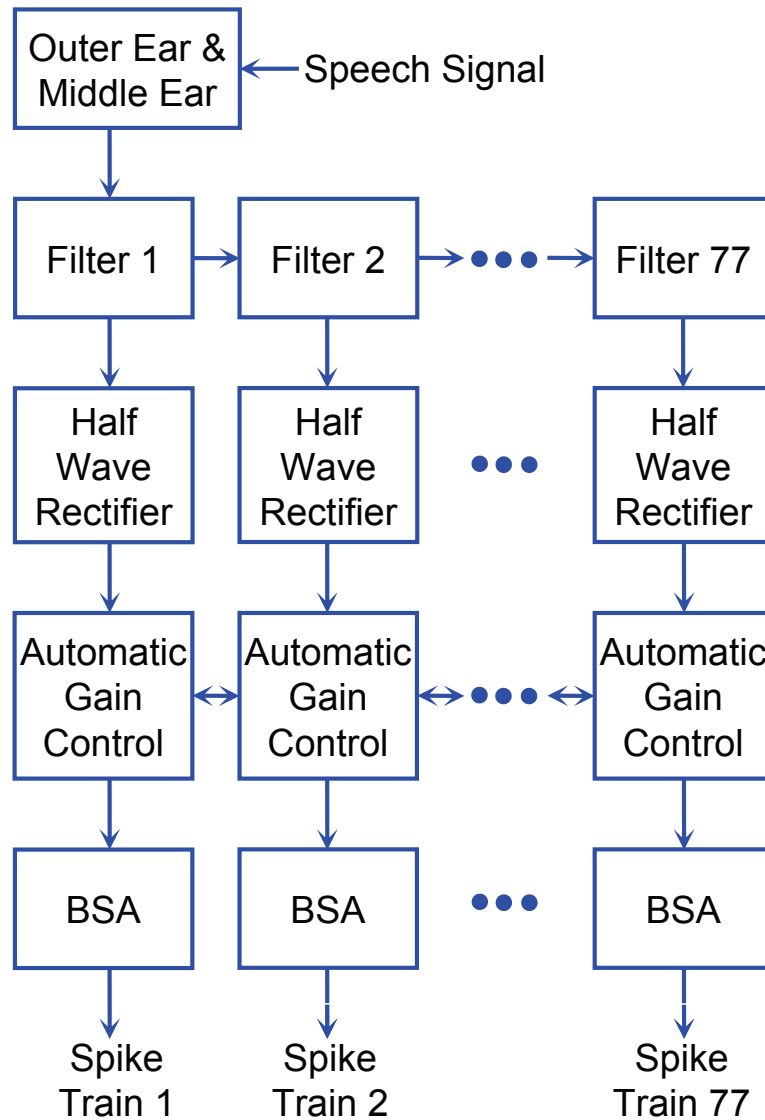 Outer Ear &
Middle Ear
Speech Signal
Filter 1
Filter 2
Filter 77
Half
Wave
Rectifier
Half
Wave
Rectifier
Half
Wave
Rectifier
Automatic
Gain
Control
Automatic
Gain
Control
Automatic
Gain
Control
BSA
BSA
BSA
Spike
Train 1
Spike
Train 2
Spike
Train 77